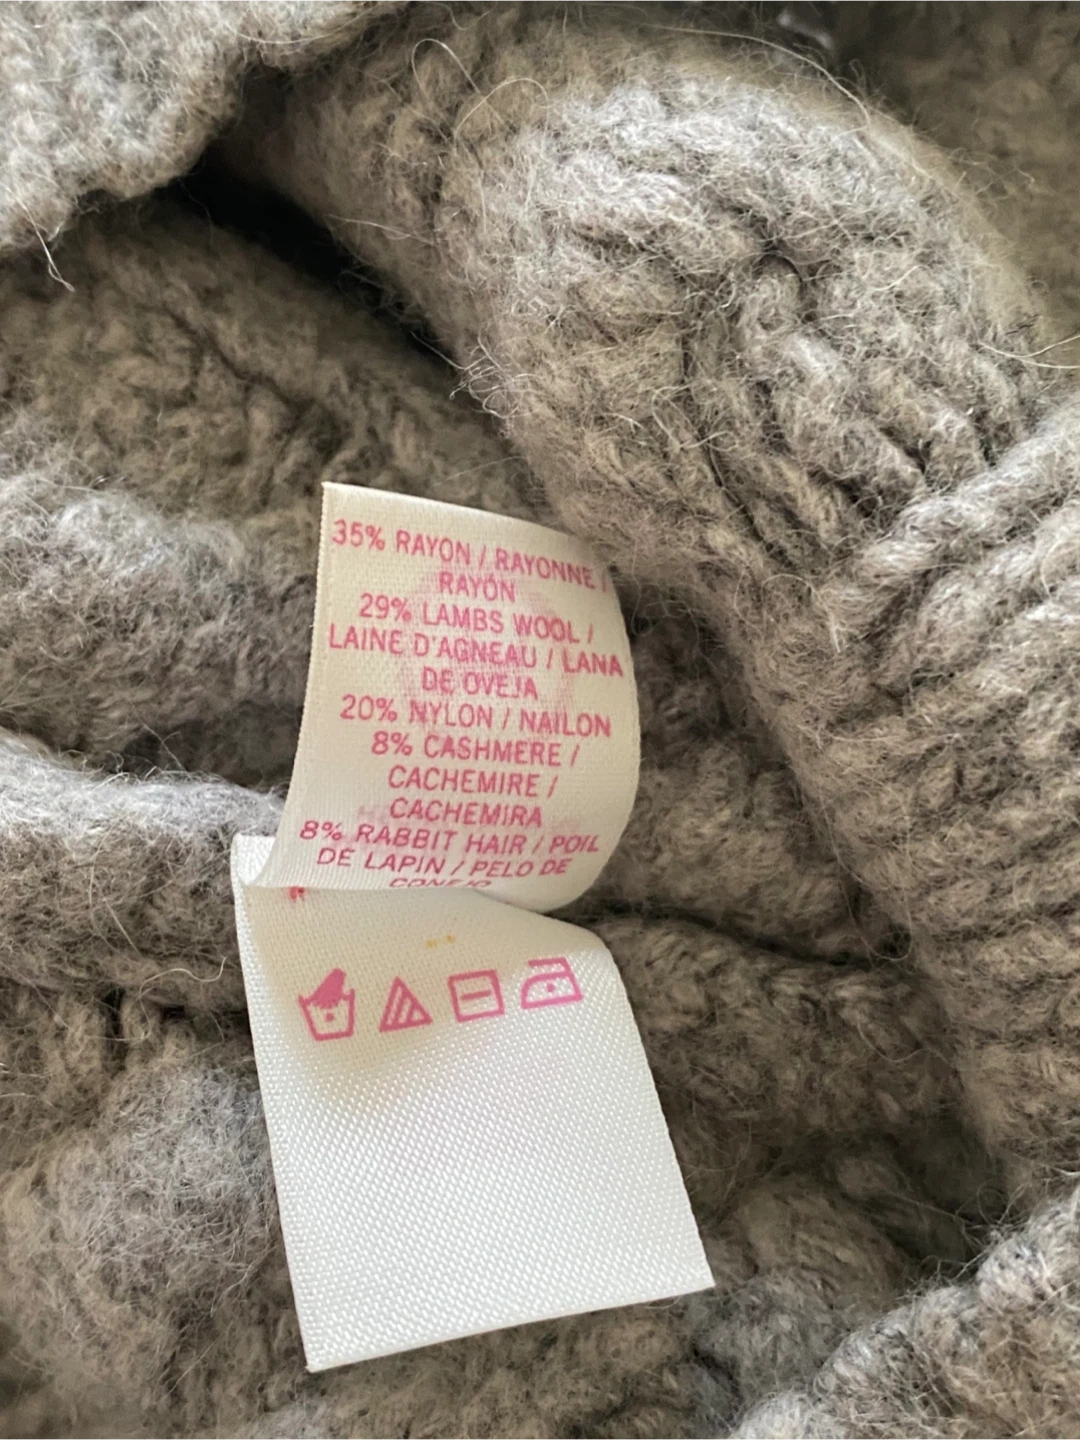 35% RAYON / RAYONNE /
RAYÓN
29% LAMBS WOOL /
LAINE D'AGNEAU / LANA
DE OVEJA
20% NYLON / NAILON
8% CASHMERE /
CACHEMIRE /
CACHEMIRA
8% RABBIT HAIR / POIL
DE LAPIN / PELO DE
CONEJO